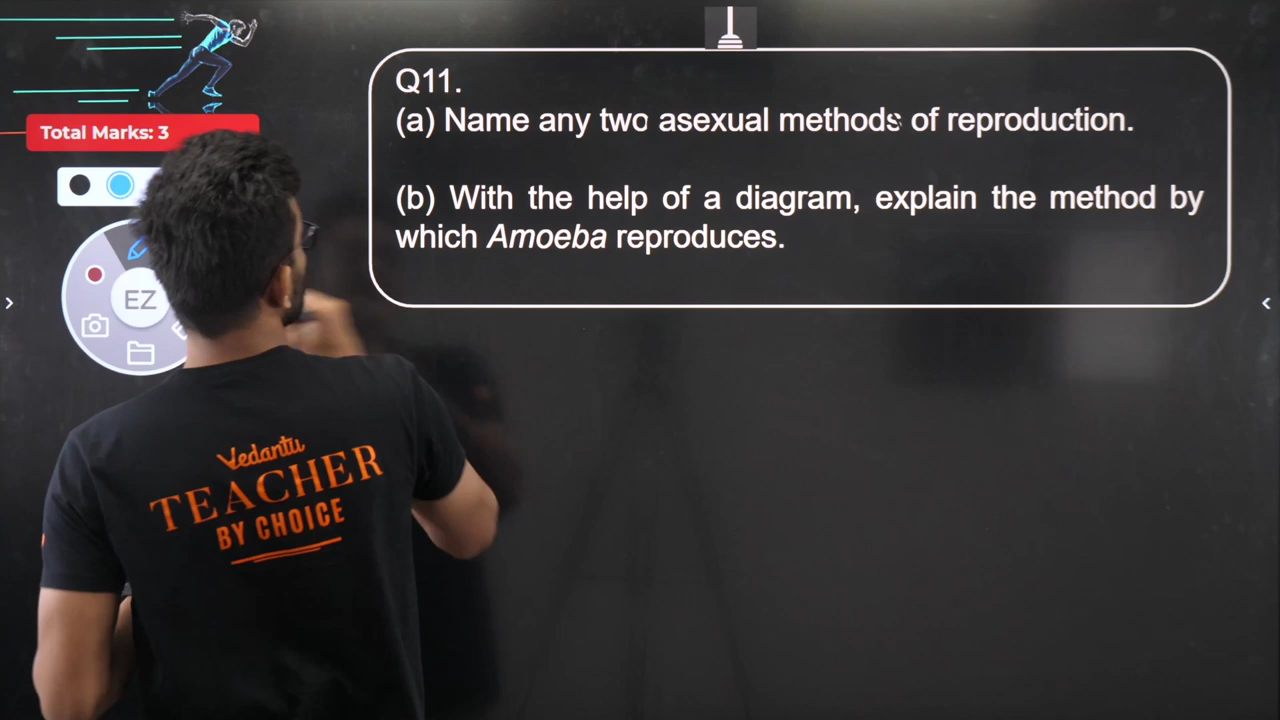 Total Marks: 3
EZ
Q11.
(a) Name any two asexual methods of reproduction.
(b) With the help of a diagram, explain the method by
which Amoeba reproduces.
Vedantu
TEACHER
BY CHOICE